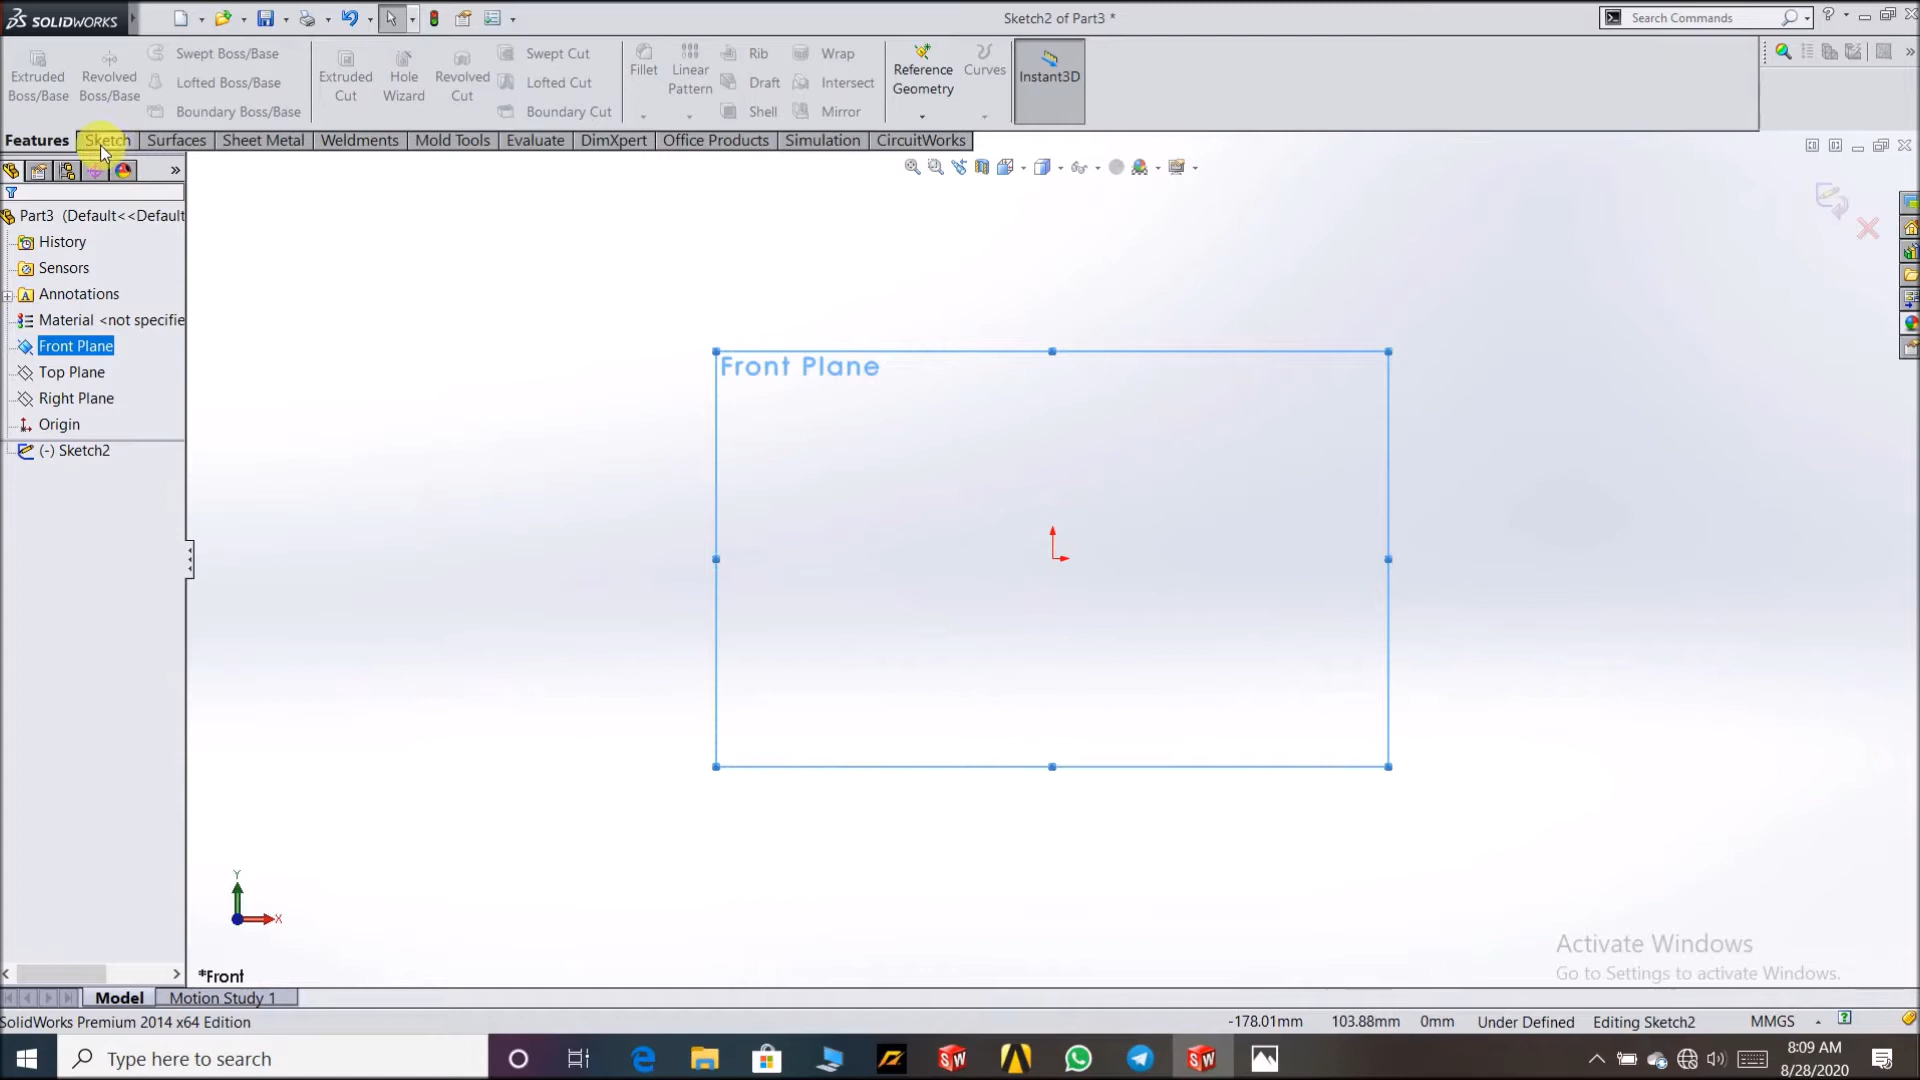 SOLIDWORKS
Sketch2 of Part3 *
Search Commands
Extruded Boss/Base
Revolved Boss/Base
Swept Boss/Base
Lofted Boss/Base
Boundary Boss/Base
Extruded Cut
Hole Wizard
Revolved Cut
Swept Cut
Lofted Cut
Boundary Cut
Fillet
Linear Pattern
Rib
Draft
Shell
Wrap
Intersect
Mirror
Reference Geometry
Curves
Instant3D
Features Sketch Surfaces Sheet Metal Weldments Mold Tools Evaluate DimXpert Office Products Simulation CircuitWorks
Part3 (Default<<Default
History
Sensors
Annotations
Material <not specifie
Front Plane
Top Plane
Right Plane
Origin
(-) Sketch2
Front Plane
Y
X
*Front
Activate Windows
Go to Settings to activate Windows.
Model Motion Study 1
SolidWorks Premium 2014 x64 Edition
-178.01mm 103.88mm 0mm Under Defined Editing Sketch2 MMGS
Type here to search
8:09 AM
8/28/2020